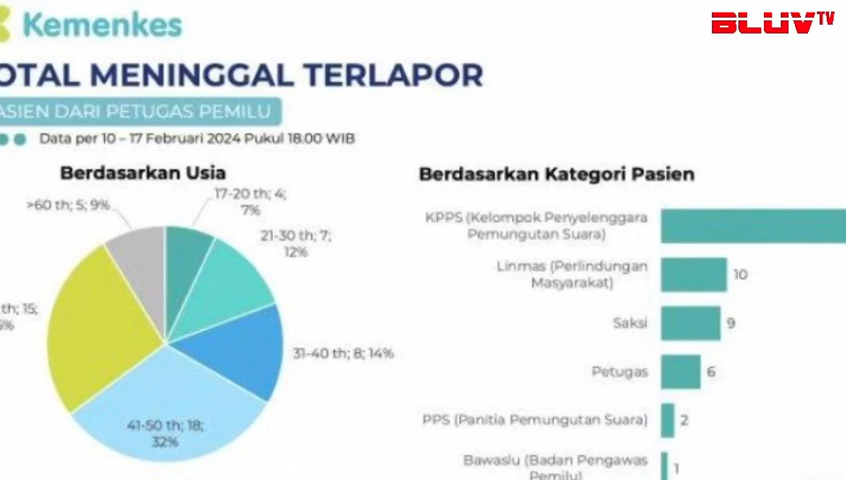 Kemenkes
BLUV TV
OTAL MENINGGAL TERLAPOR
ASIEN DARI PETUGAS PEMILU
Data per 10 – 17 Februari 2024 Pukul 18.00 WIB
Berdasarkan Usia
17-20 th; 4;
7%
>60 th; 5; 9%
21-30 th; 7;
12%
th; 15;
6%
31-40 th; 8; 14%
41-50 th; 18;
32%
Berdasarkan Kategori Pasien
KPPS (Kelompok Penyelenggara
Pemungutan Suara)
Linmas (Perlindungan
Masyarakat)
10
Saksi
9
Petugas
6
PPS (Panitia Pemungutan Suara)
2
Bawaslu (Badan Pengawas
Pemilu)
1